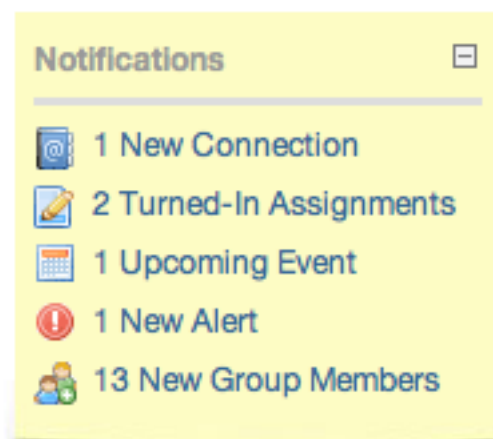 Notifications
1 New Connection
2 Turned-In Assignments
1 Upcoming Event
1 New Alert
13 New Group Members